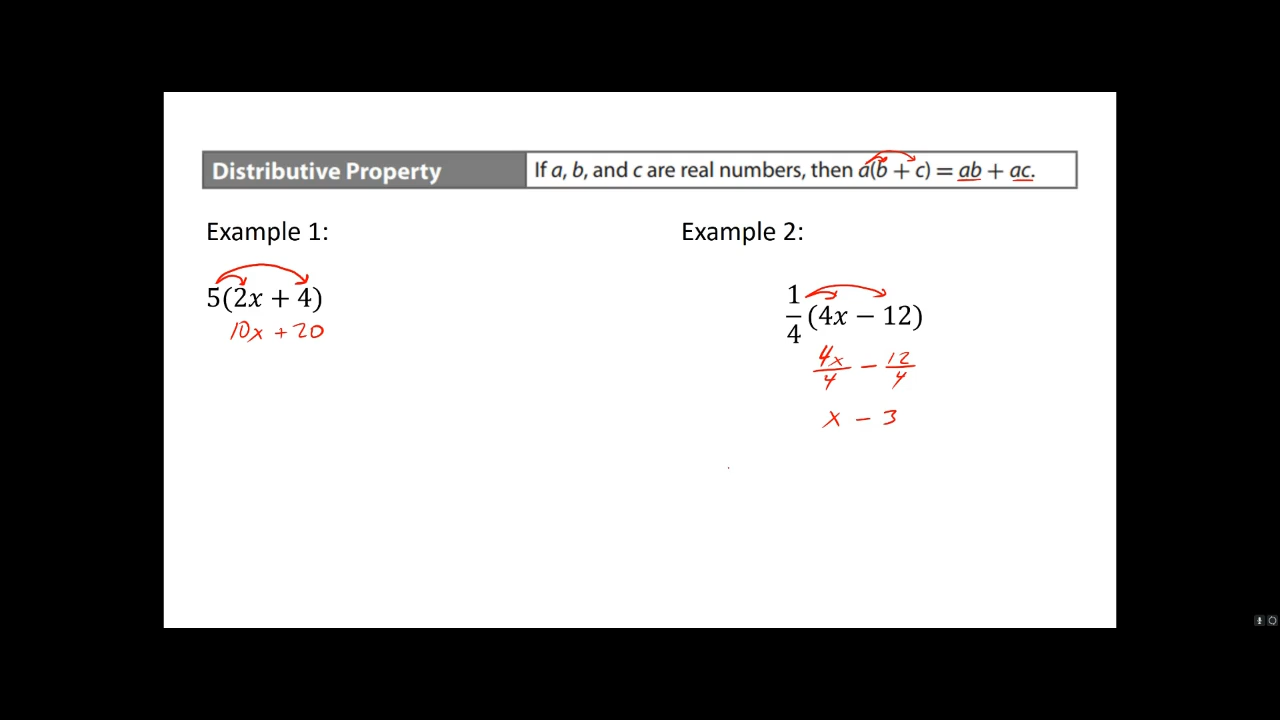 Distributive Property If a, b, and c are real numbers, then a(b + c) = ab + ac.
Example 1:
5(2x + 4)
10x + 20
Example 2:
1/4 (4x − 12)
4x/4 − 12/4
x − 3